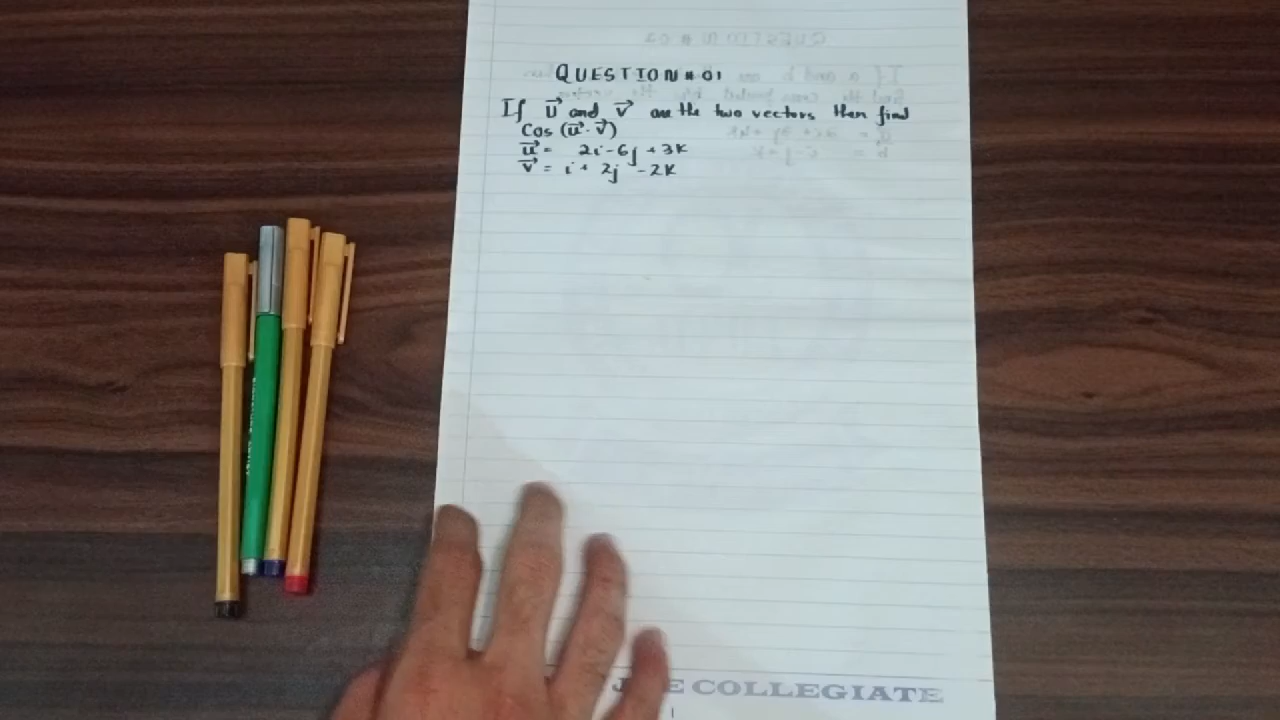 QUESTION # 01
If u⃗ and v⃗ are the two vectors then find
Cos (u⃗ · v⃗)
u⃗ = 2i - 6j + 3k
v⃗ = i + 2j - 2k
COLLEGIATE